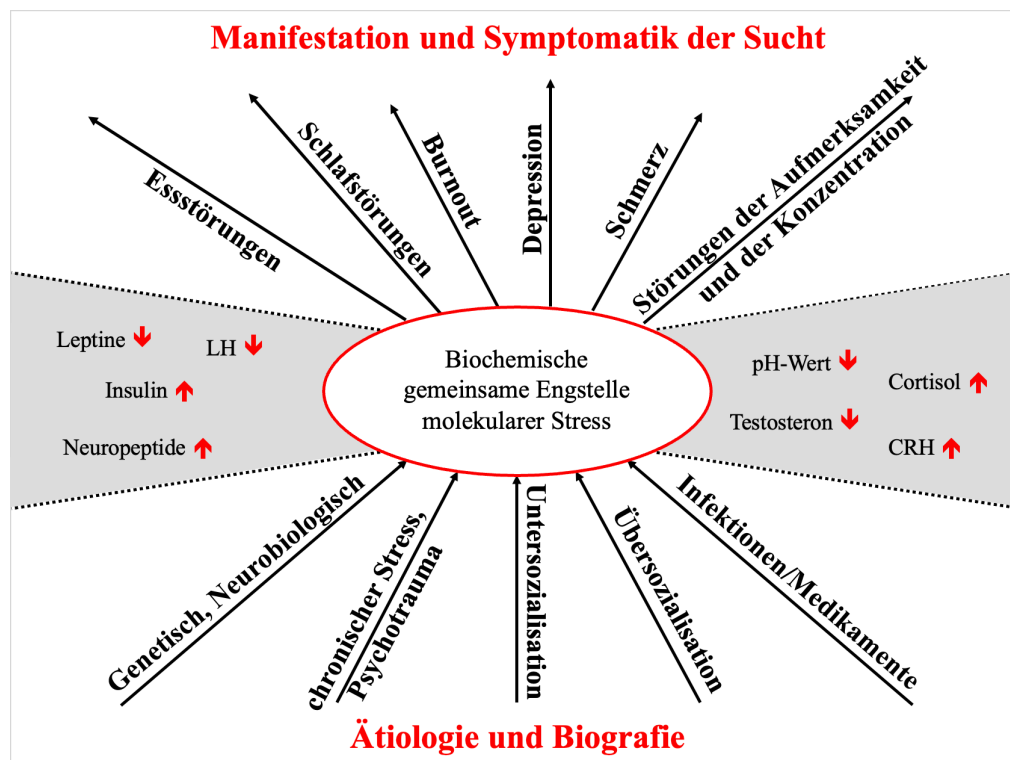 Manifestation und Symptomatik der Sucht
Essstörungen
Schlafstörungen
Burnout
Depression
Schmerz
Störungen der Aufmerksamkeit
und der Konzentration
Leptine
LH
Insulin
Neuropeptide
Biochemische
gemeinsame Engstelle
molekularer Stress
pH-Wert
Cortisol
Testosteron
CRH
Genetisch, Neurobiologisch
chronischer Stress,
Psychotrauma
Untersozialisation
Übersozialisation
Infektionen/Medikamente
Ätiologie und Biografie